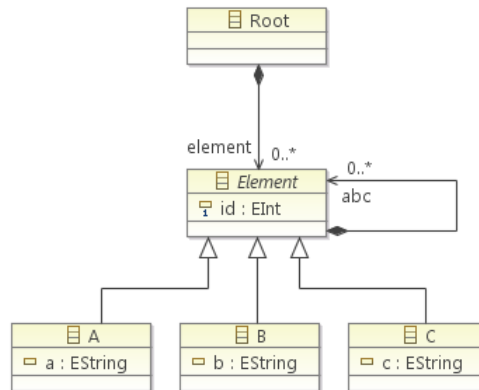 Root
element
0..*
Element
id : EInt
0..*
abc
A
a : EString
B
b : EString
C
c : EString